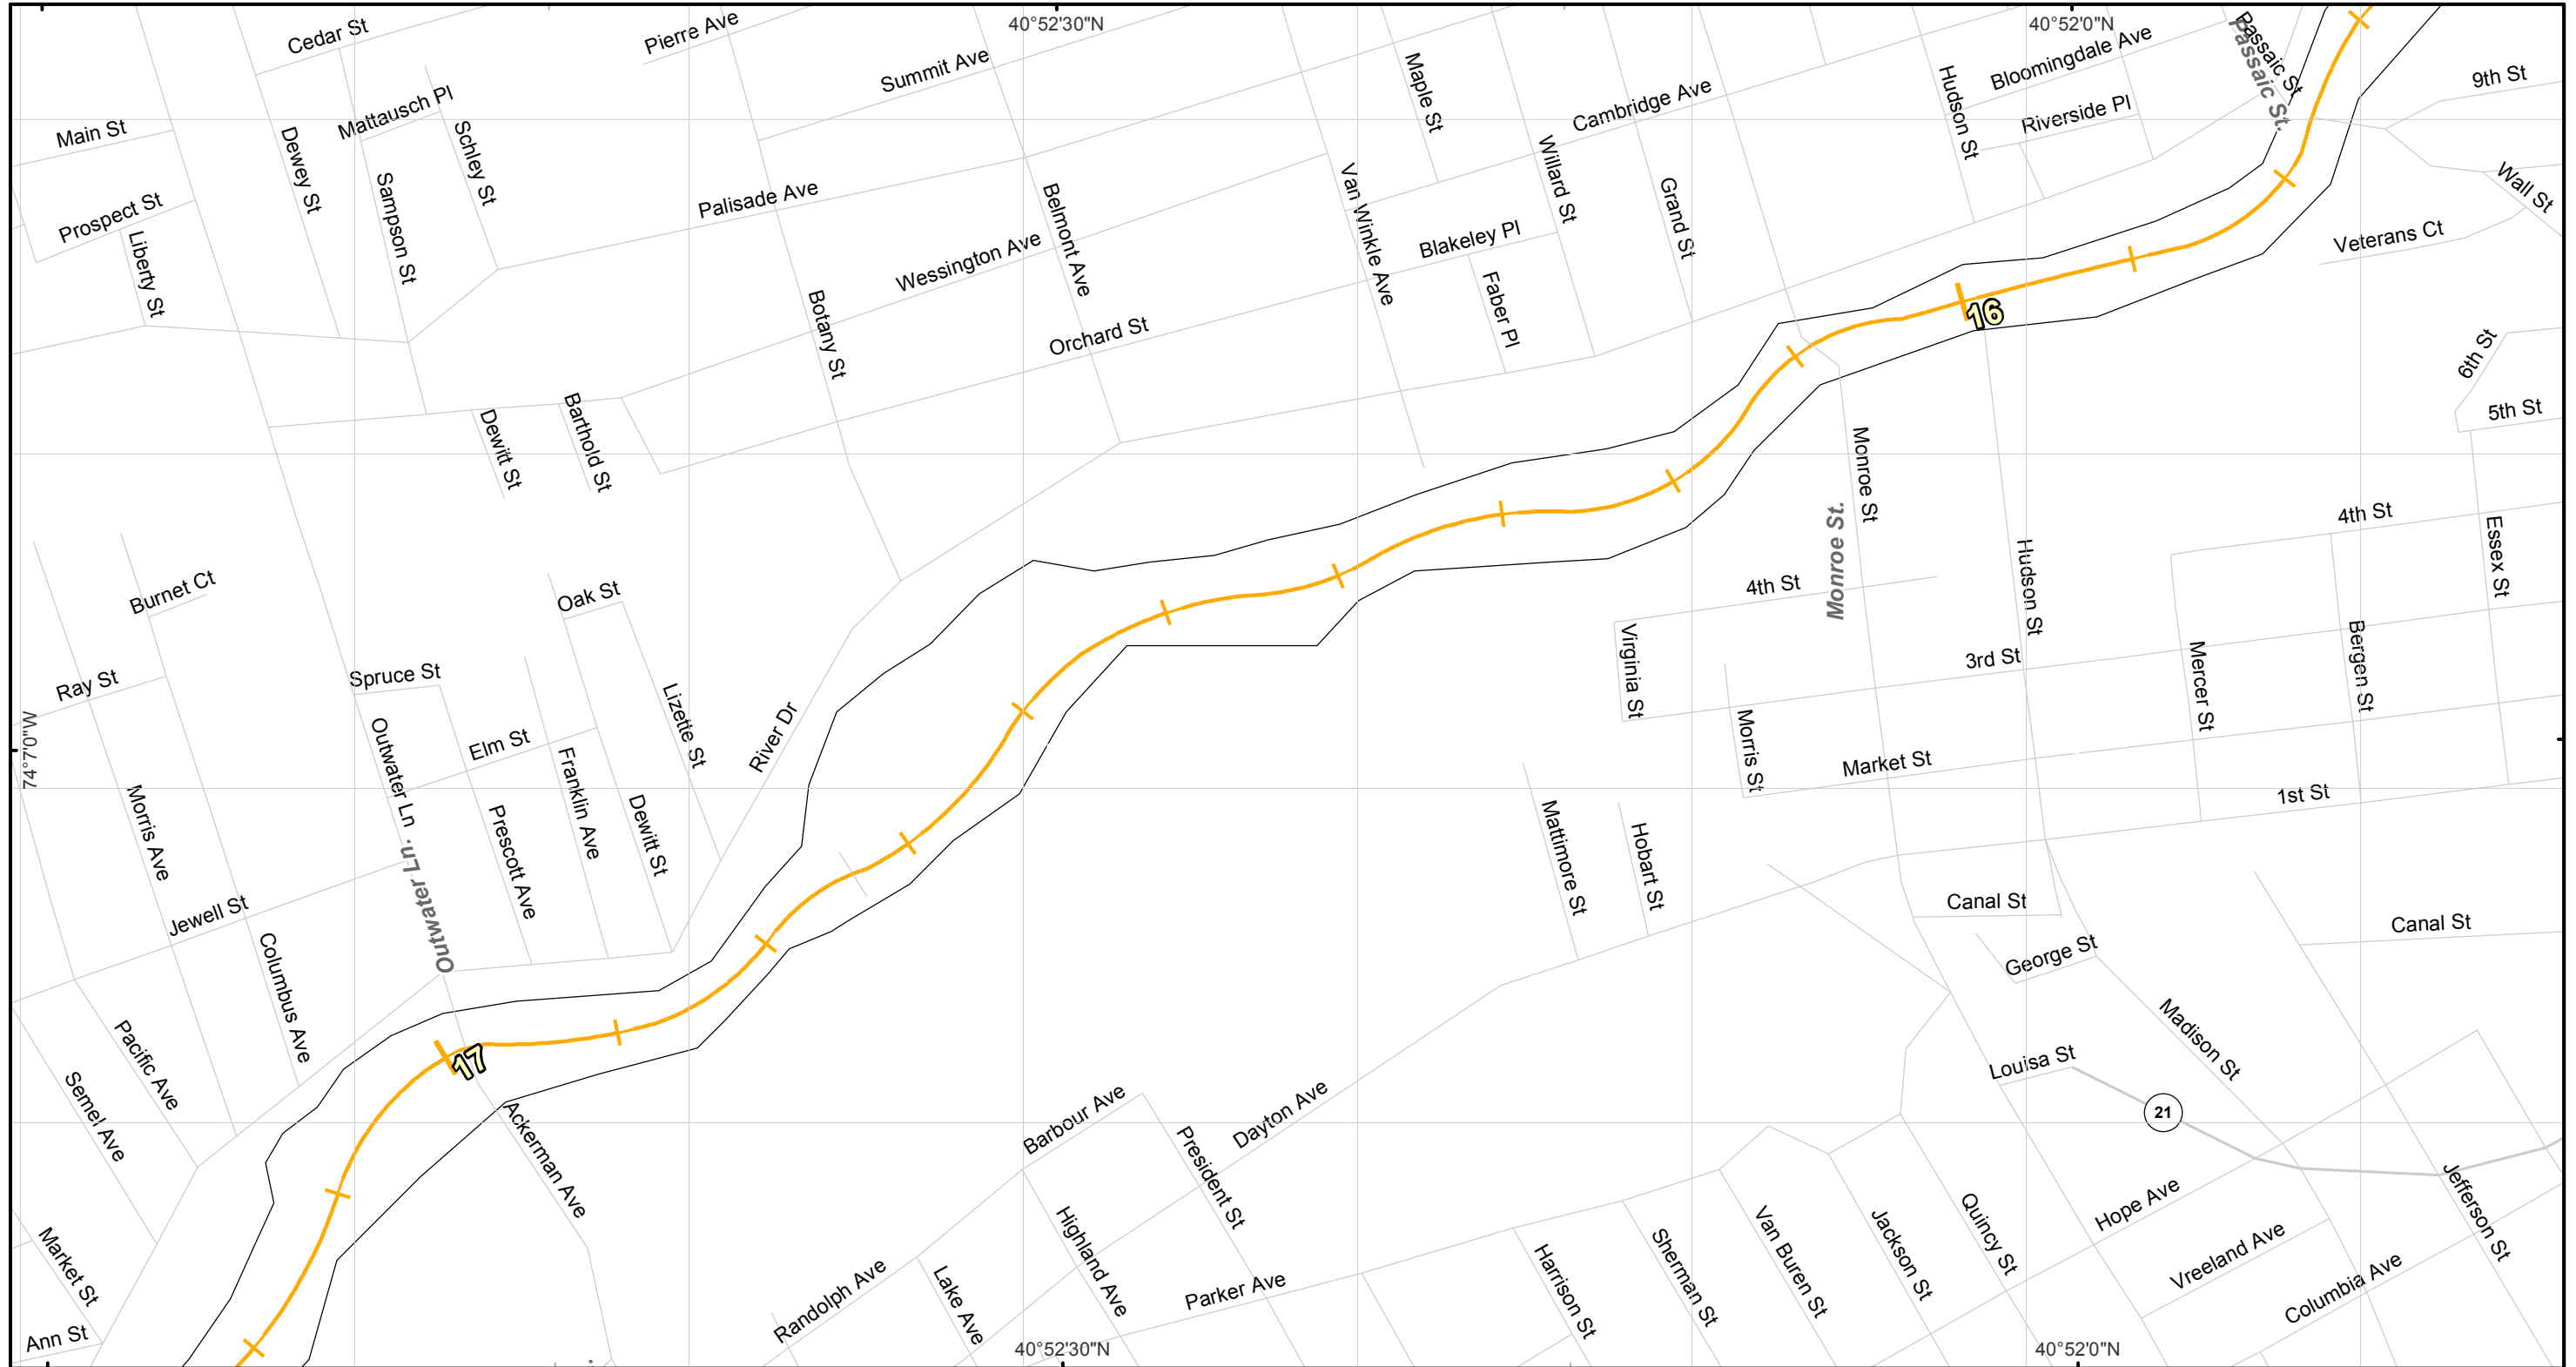 40°52'30"N
40°52'0"N
Cedar St
Pierre Ave
Summit Ave
Maple St
Cambridge Ave
Hudson St
Bloomingdale Ave
Passaic St
Passaic St.
9th St
Main St
Mattausch Pl
Dewey St
Schley St
Riverside Pl
Willard St
Wall St
Prospect St
Sampson St
Palisade Ave
Belmont Ave
Van Winkle Ave
Grand St
Liberty St
Wessington Ave
Blakeley Pl
Veterans Ct
Botany St
Orchard St
Faber Pl
16
6th St
5th St
Dewitt St
Barthold St
Monroe St
Monroe St.
4th St
Essex St
Hudson St
Burnet Ct
Oak St
4th St
Virginia St
3rd St
Mercer St
Bergen St
Ray St
Spruce St
Lizette St
River Dr
74°7'0"W
Outwater Ln
Elm St
Franklin Ave
Morris St
Market St
1st St
Morris Ave
Prescott Ave
Dewitt St
Mattimore St
Hobart St
Outwater Ln.
Jewell St
Canal St
Canal St
Columbus Ave
George St
Pacific Ave
17
Madison St
Louisa St
21
Semel Ave
Ackerman Ave
Barbour Ave
Dayton Ave
President St
Hope Ave
Jefferson St
Market St
Highland Ave
Harrison St
Sherman St
Van Buren St
Jackson St
Quincy St
Vreeland Ave
Columbia Ave
Randolph Ave
Lake Ave
Parker Ave
Ann St
40°52'30"N
40°52'0"N